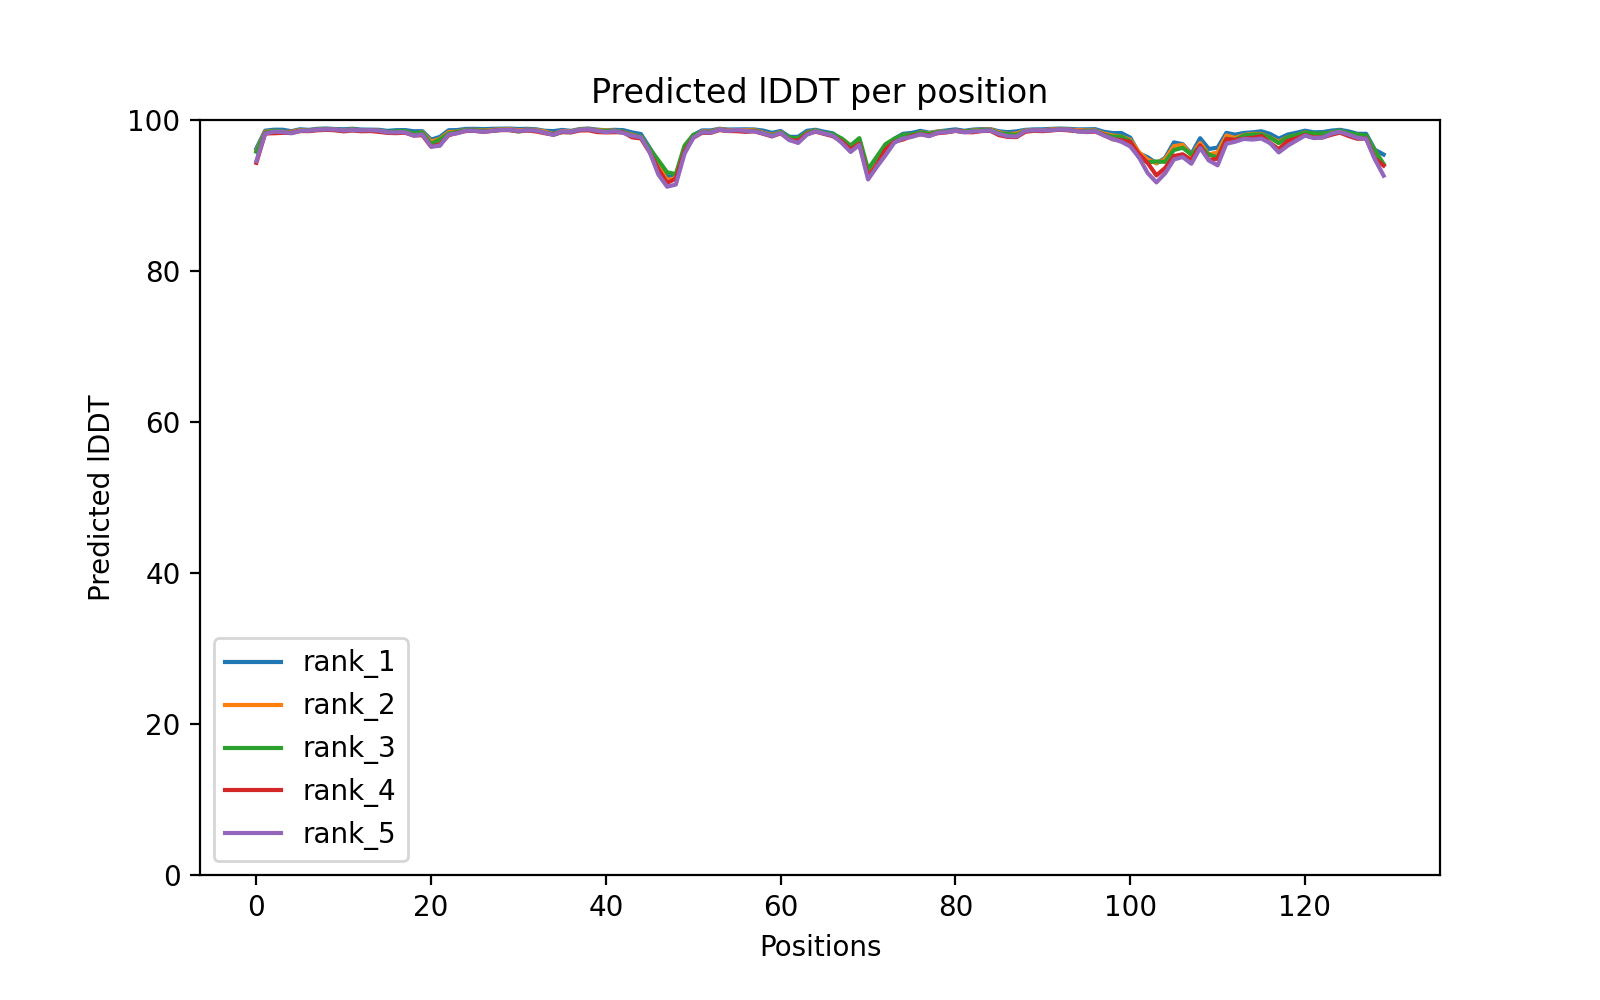 Predicted lDDT per position
100
80
60
40
20
0
Predicted lDDT
rank_1
rank_2
rank_3
rank_4
rank_5
0 20 40 60 80 100 120
Positions